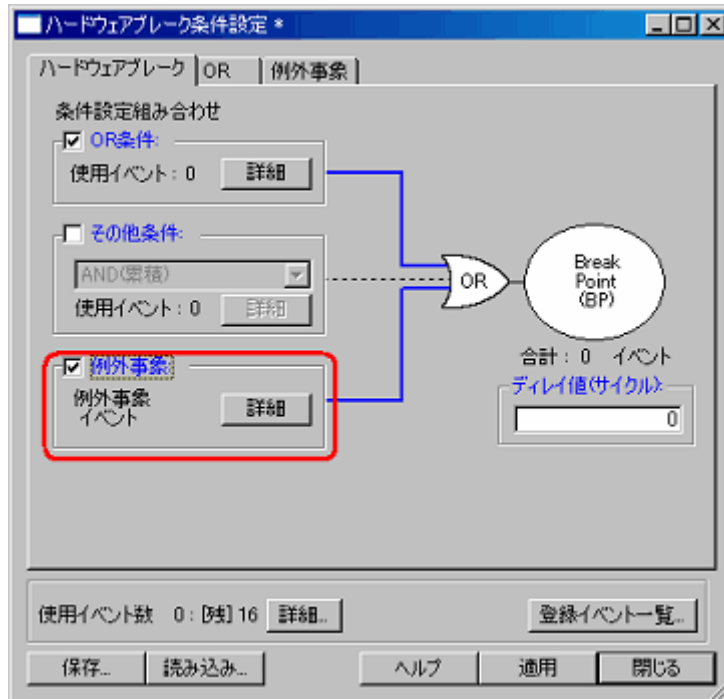 ハードウェアブレーク条件設定 *
ハードウェアブレーク OR 例外事象
条件設定組み合わせ
OR条件:
使用イベント : 0 詳細
その他条件:
AND(累積)
使用イベント : 0 詳細
例外事象:
例外事象
イベント
詳細
OR
Break
Point
(BP)
合計 : 0 イベント
ディレイ値(サイクル):
0
使用イベント数 0 : [残] 16 詳細... 登録イベント一覧...
保存... 読み込み... ヘルプ 適用 閉じる